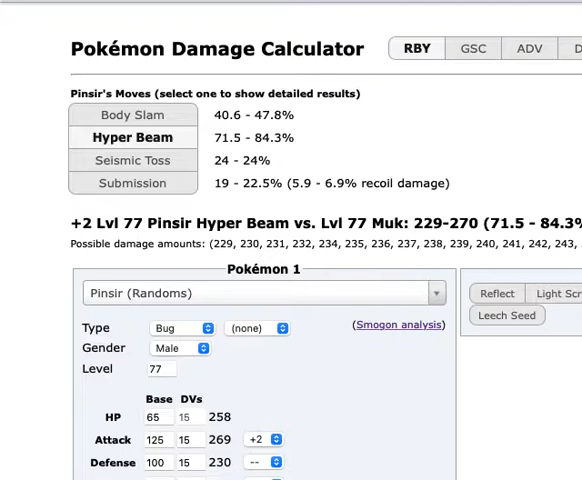 Pokémon Damage Calculator RBY GSC ADV D
Pinsir's Moves (select one to show detailed results)
Body Slam 40.6 - 47.8%
Hyper Beam 71.5 - 84.3%
Seismic Toss 24 - 24%
Submission 19 - 22.5% (5.9 - 6.9% recoil damage)
+2 Lvl 77 Pinsir Hyper Beam vs. Lvl 77 Muk: 229-270 (71.5 - 84.3%
Possible damage amounts: (229, 230, 231, 232, 234, 235, 236, 237, 238, 239, 240, 241, 242, 243,
Pokémon 1
Pinsir (Randoms)
Reflect Light Scr
Leech Seed
Type Bug (none) (Smogon analysis)
Gender Male
Level 77
Base DVs
HP 65 15 258
Attack 125 15 269 +2
Defense 100 15 230 --